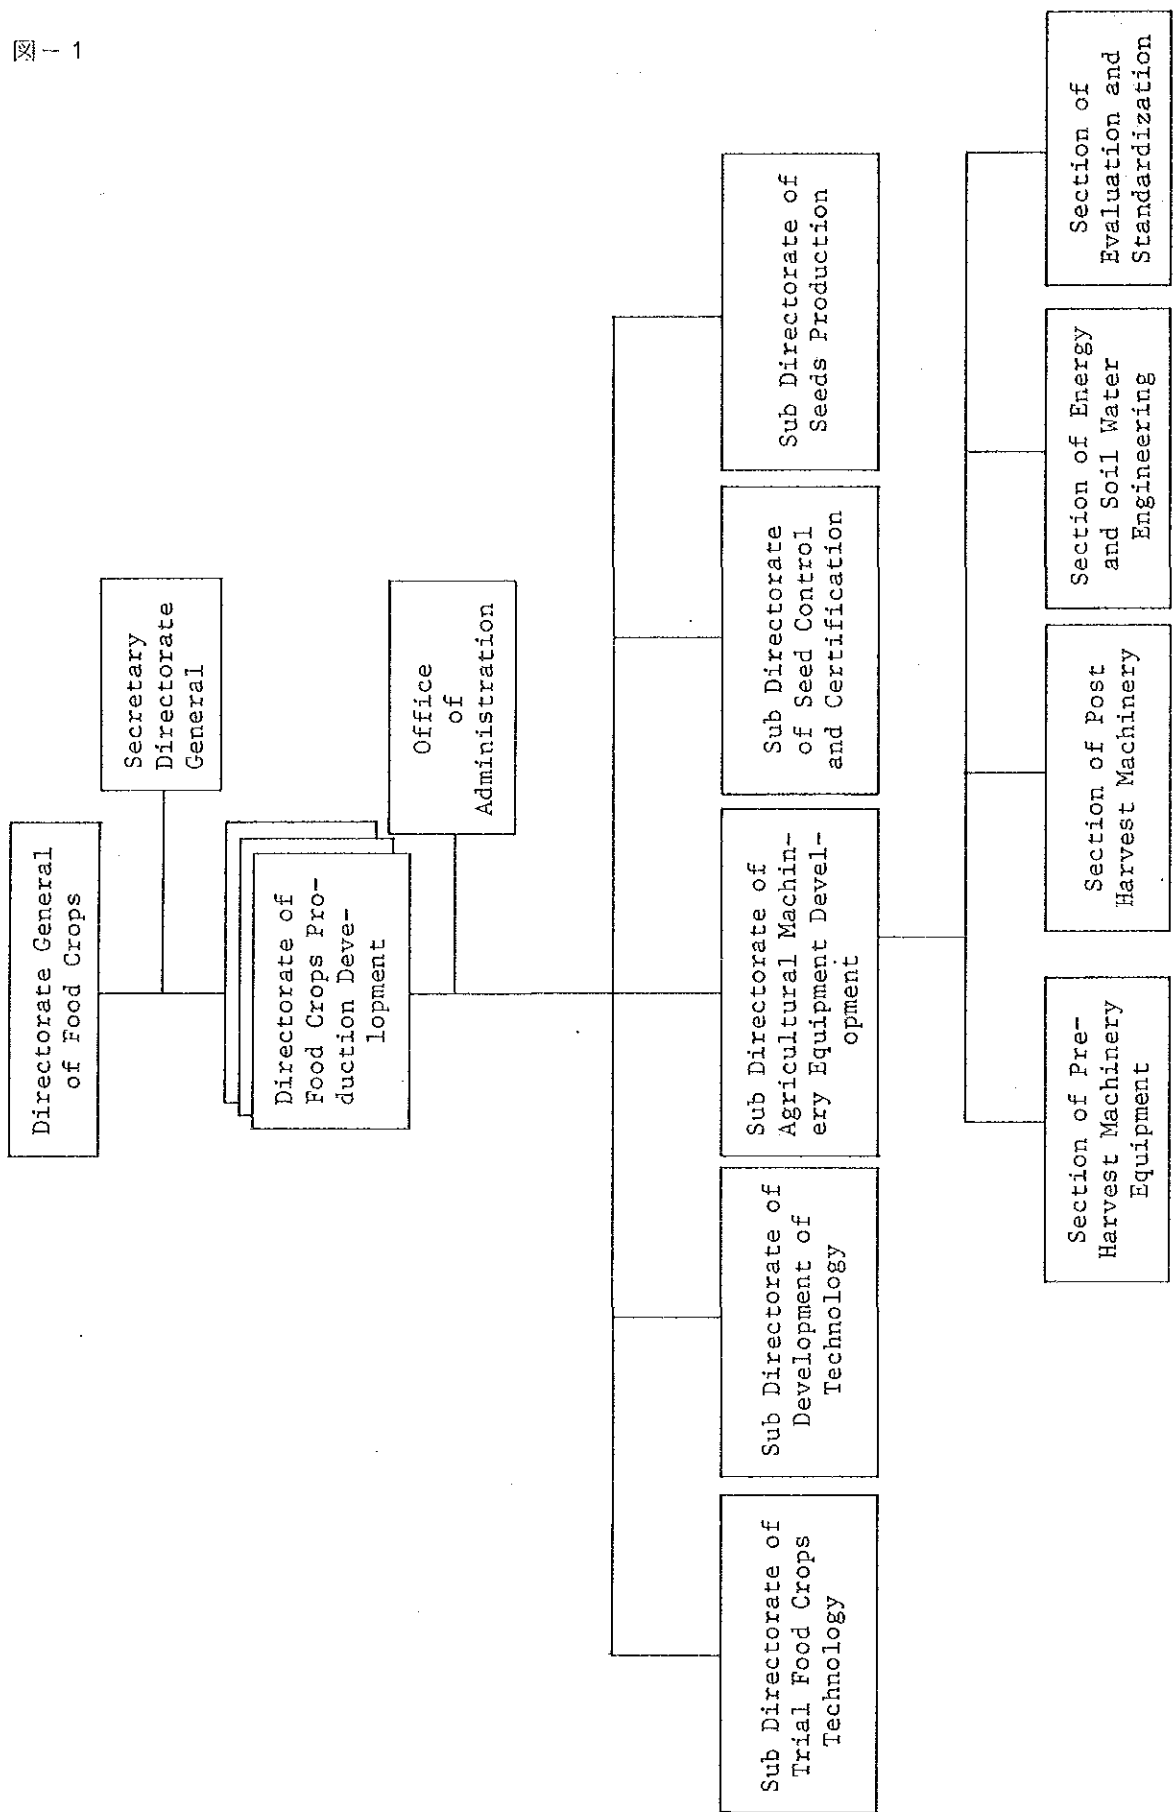 図－1
Directorate General
of Food Crops
Secretary
Directorate
General
Directorate of
Food Crops Pro-
duction Deve-
lopment
Office
of
Administration
Sub Directorate of
Trial Food Crops
Technology
Sub Directorate of
Development of
Technology
Sub Directorate of
Agricultural Machin-
ery Equipment Devel-
opment
Sub Directorate
of Seed Control
and Certification
Sub Directorate of
Seeds Production
Section of Pre-
Harvest Machinery
Equipment
Section of Post
Harvest Machinery
Section of Energy
and Soil Water
Engineering
Section of
Evaluation and
Standardization